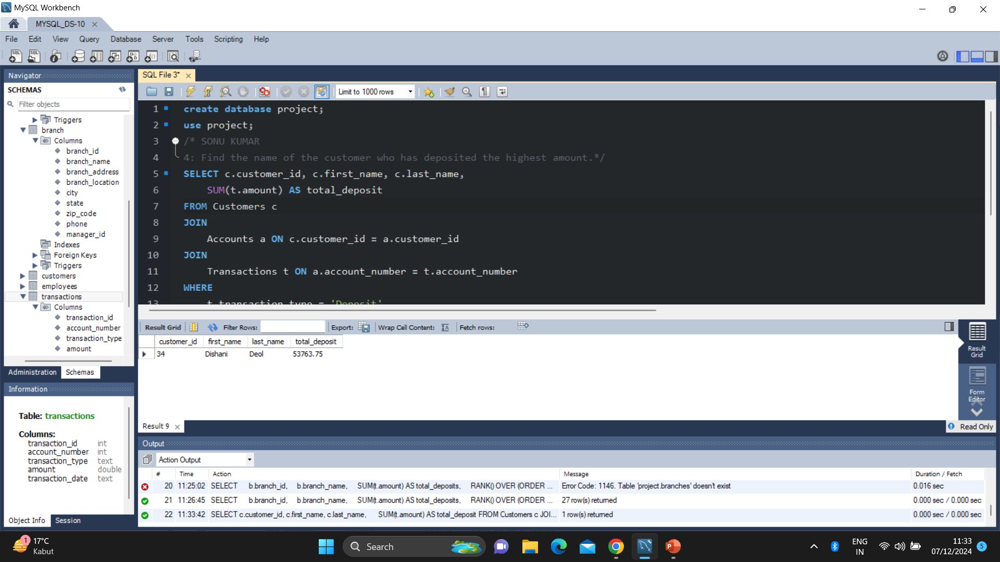 MySQL Workbench
MYSQL_DS-10
File Edit View Query Database Server Tools Scripting Help
Navigator
SCHEMAS
Filter objects
Triggers
branch
Columns
branch_id
branch_name
branch_address
branch_location
city
state
zip_code
phone
manager_id
Indexes
Foreign Keys
Triggers
customers
employees
transactions
Columns
transaction_id
account_number
transaction_type
amount
Administration Schemas
Information
Table: transactions
Columns:
transaction_id int
account_number int
transaction_type text
amount double
transaction_date text
Object Info Session
SQL File 3*
Limit to 1000 rows
1 create database project;
2 use project;
3 /* SONU KUMAR
4 4: Find the name of the customer who has deposited the highest amount.*/
5 SELECT c.customer_id, c.first_name, c.last_name,
6 SUM(t.amount) AS total_deposit
7 FROM Customers c
8 JOIN
9 Accounts a ON c.customer_id = a.customer_id
10 JOIN
11 Transactions t ON a.account_number = t.account_number
12 WHERE
13 t.transaction_type = 'Deposit'
Result Grid Filter Rows: Export: Wrap Cell Content: Fetch rows:
customer_id first_name last_name total_deposit
34 Dishani Deol 53763.75
Result Grid
Form Editor
Result 9
Read Only
Output
Action Output
# Time Action Message Duration / Fetch
20 11:25:02 SELECT b.branch_id, b.branch_name, SUM(t.amount) AS total_deposits, RANK() OVER (ORDER ... Error Code: 1146. Table 'project.branches' doesn't exist 0.016 sec
21 11:26:45 SELECT b.branch_id, b.branch_name, SUM(t.amount) AS total_deposits, RANK() OVER (ORDER ... 27 row(s) returned 0.000 sec / 0.000 sec
22 11:33:42 SELECT c.customer_id, c.first_name, c.last_name, SUM(t.amount) AS total_deposit FROM Customers c JOI... 1 row(s) returned 0.000 sec / 0.000 sec
1
17°C
Kabut
Search
ENG
IN
11:33
07/12/2024
5